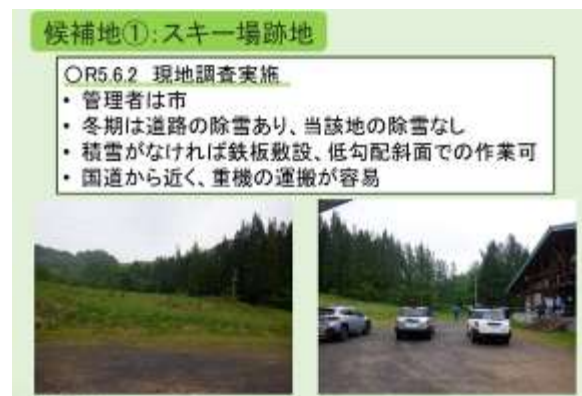 候補地①:スキー場跡地
〇R5.6.2 現地調査実施
• 管理者は市
• 冬期は道路の除雪あり、当該地の除雪なし
• 積雪がなければ鉄板敷設、低勾配斜面での作業可
• 国道から近く、重機の運搬が容易